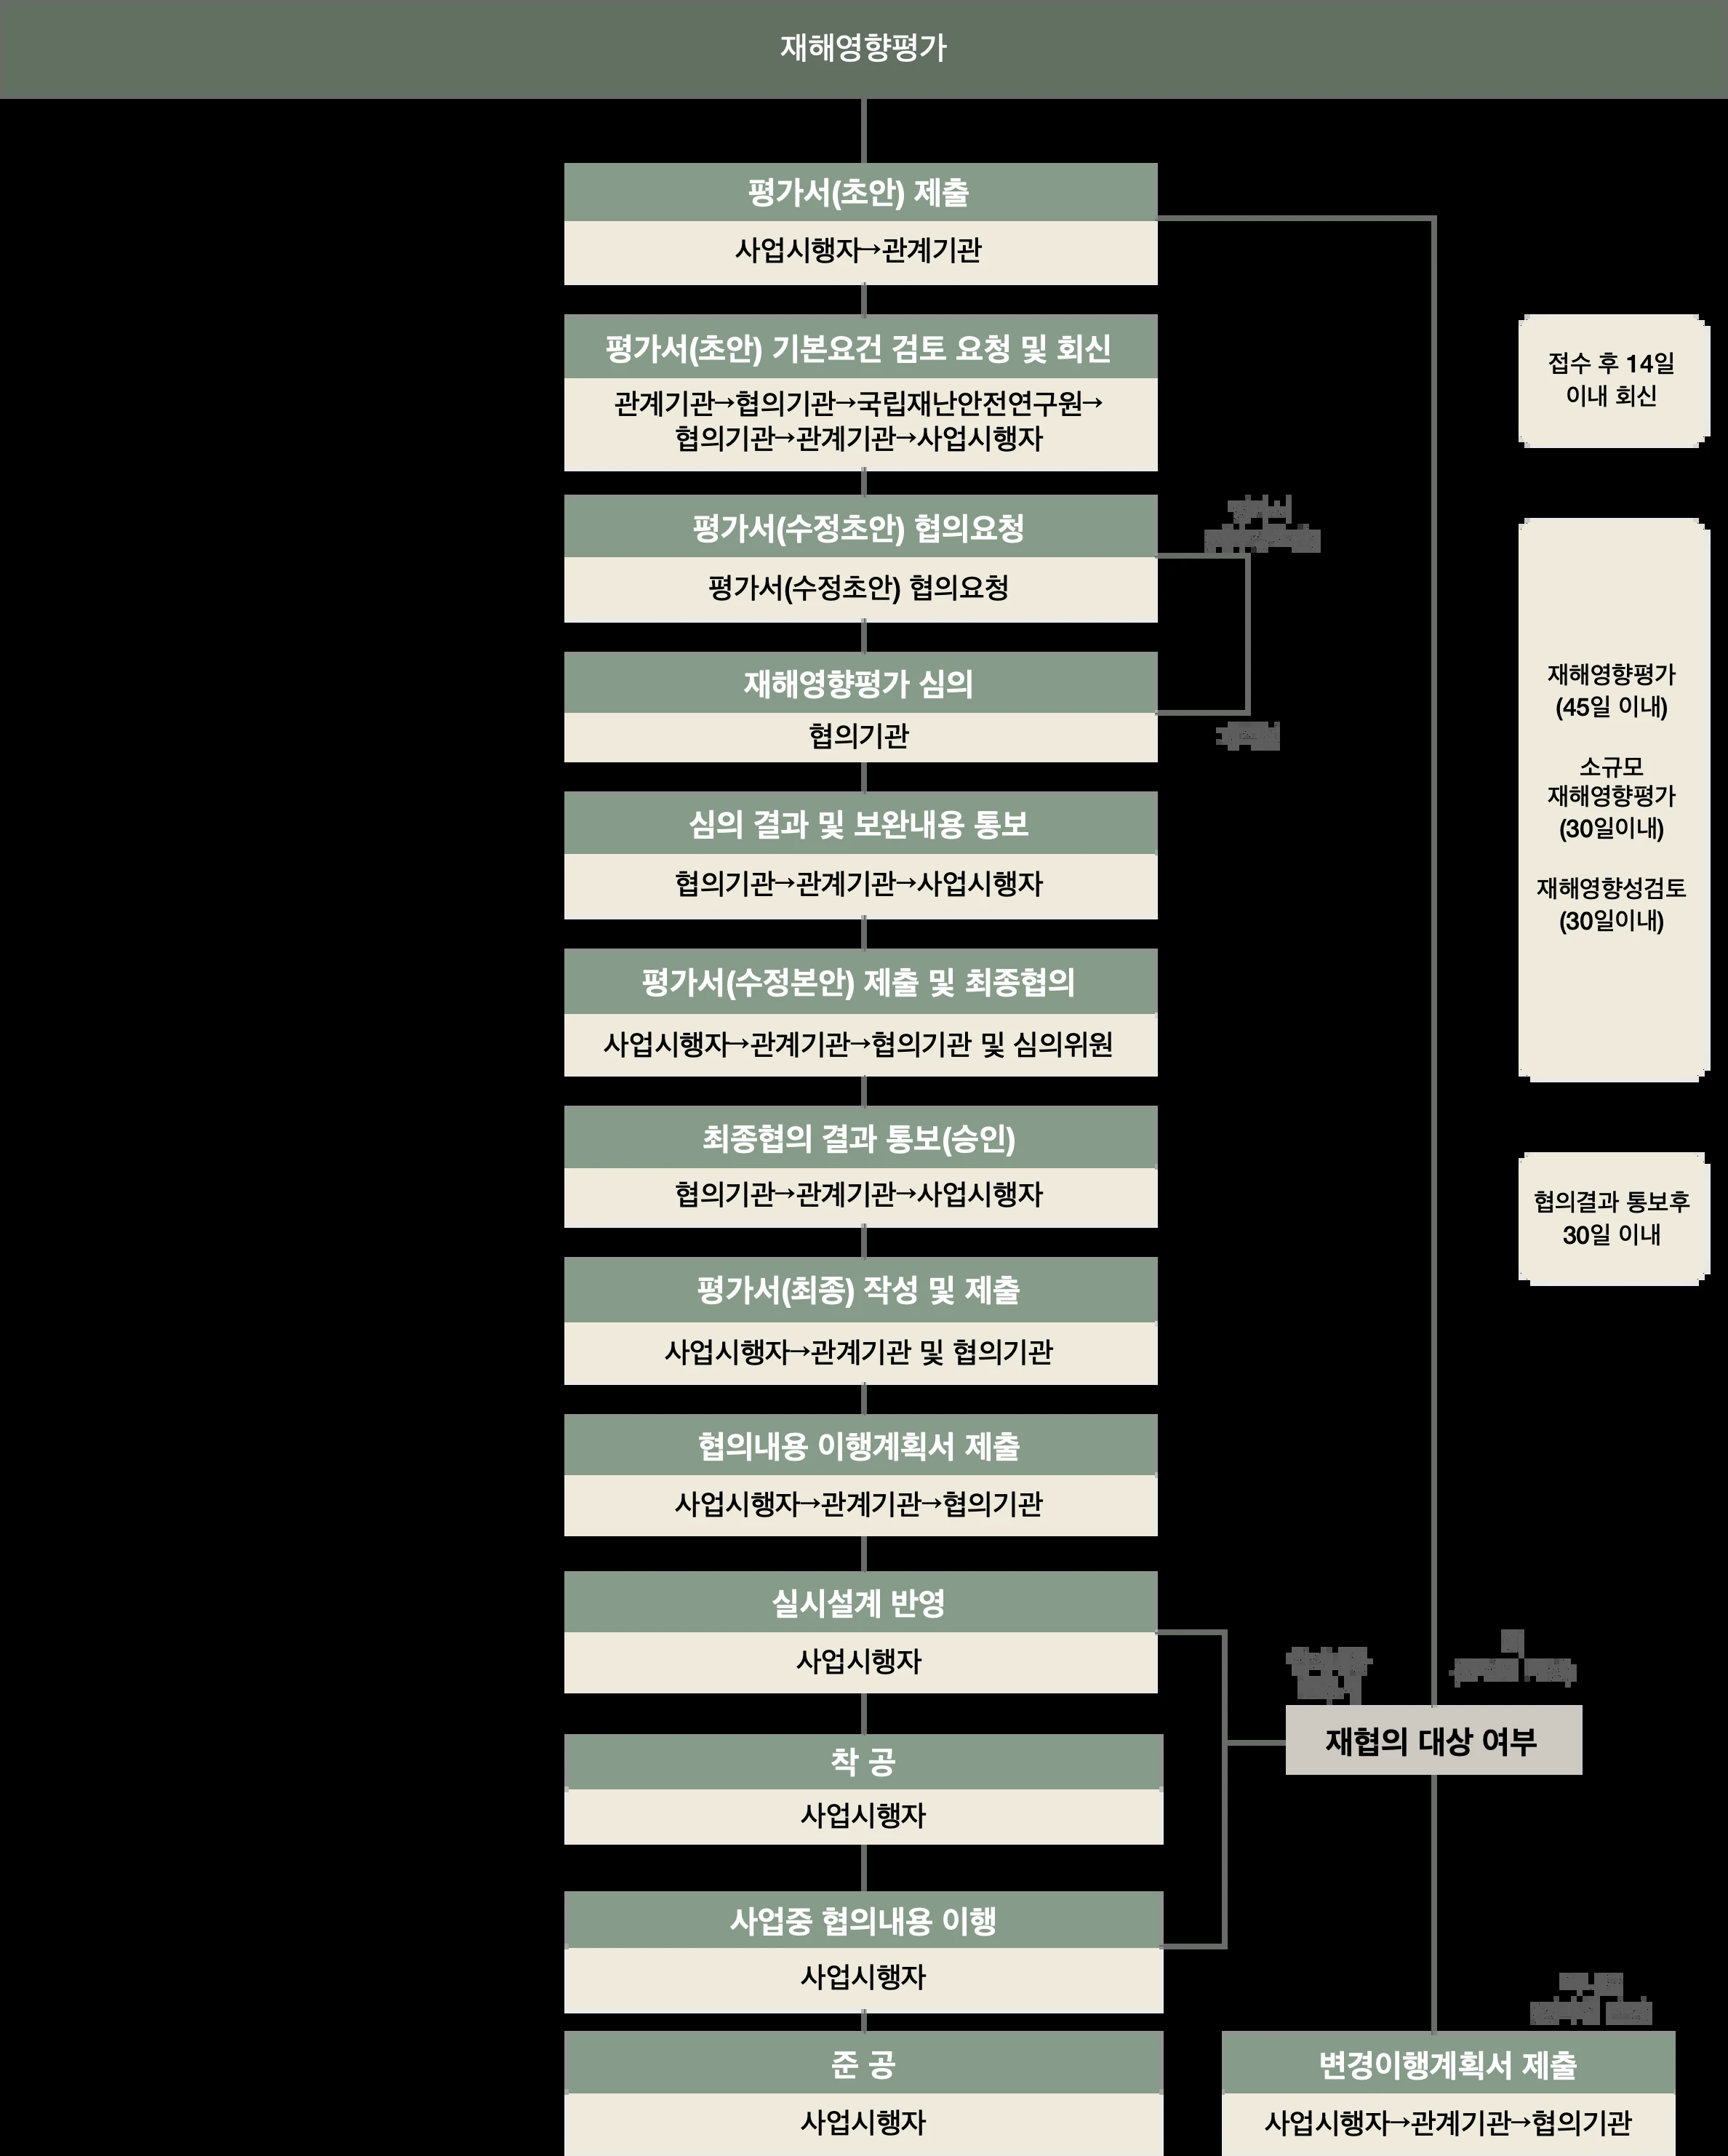 재해영향평가
평가서(초안) 제출
사업시행자→관계기관
평가서(초안) 기본요건 검토 요청 및 회신
관계기관→협의기관→국립재난안전연구원→
협의기관→관계기관→사업시행자
접수 후 14일
이내 회신
평가서(수정초안) 협의요청
평가서(수정초안) 협의요청
재해영향평가 심의
협의기관
심의 결과 및 보완내용 통보
협의기관→관계기관→사업시행자
평가서(수정본안) 제출 및 최종협의
사업시행자→관계기관→협의기관 및 심의위원
재해영향평가
(45일 이내)
소규모
재해영향평가
(30일이내)
재해영향성검토
(30일이내)
최종협의 결과 통보(승인)
협의기관→관계기관→사업시행자
협의결과 통보후
30일 이내
평가서(최종) 작성 및 제출
사업시행자→관계기관 및 협의기관
협의내용 이행계획서 제출
사업시행자→관계기관→협의기관
실시설계 반영
사업시행자
재협의 대상 여부
착 공
사업시행자
사업중 협의내용 이행
사업시행자
준 공
사업시행자
변경이행계획서 제출
사업시행자→관계기관→협의기관